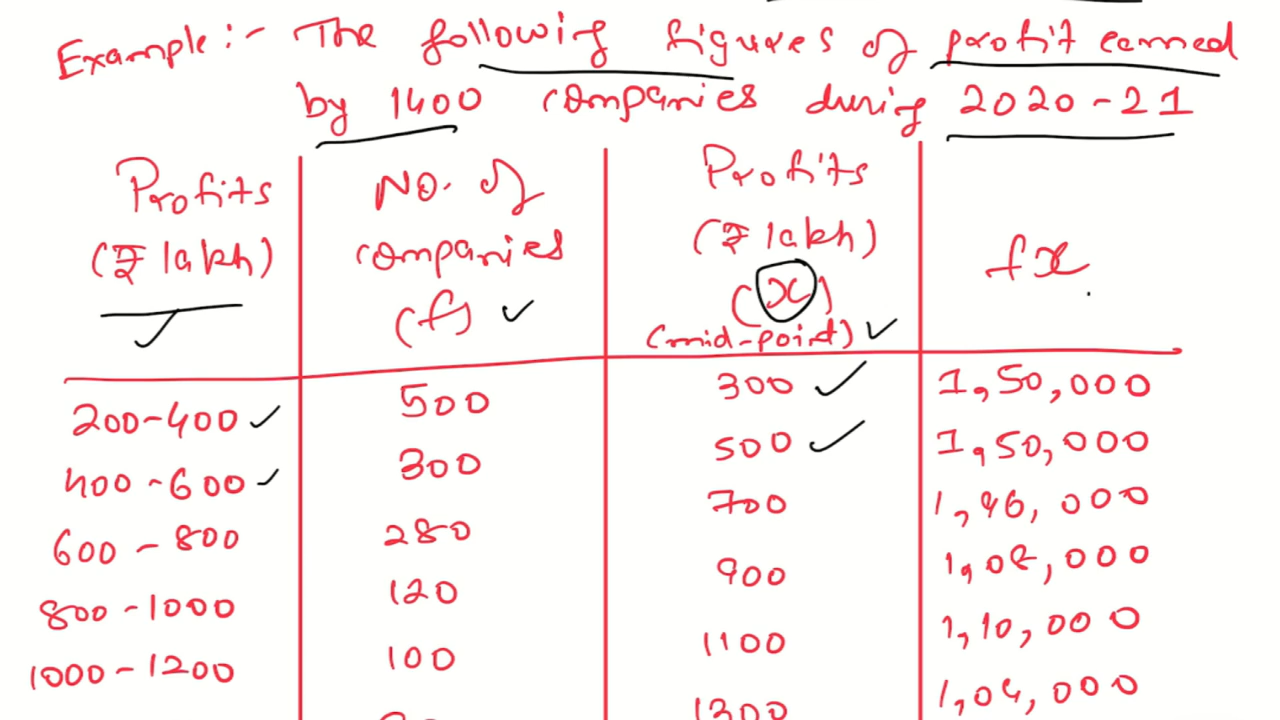 Example:- The following figures of profit earned
by 1400 companies during 2020-21
Profits (₹ lakh) No. of companies (f) Profits (₹ lakh) (x) (mid-point) fx
200-400 500 300 1,50,000
400-600 300 500 1,50,000
600-800 280 700 1,96,000
800-1000 120 900 1,08,000
1000-1200 100 1100 1,10,000
1300 1,04,000